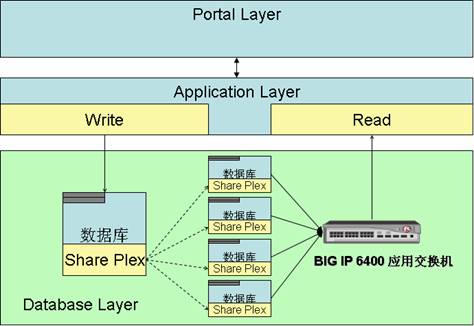 Portal Layer
Application Layer
Write
Read
数据库
Share Plex
数据库
Share Plex
数据库
Share Plex
数据库
Share Plex
数据库
Share Plex
BIG IP 6400 应用交换机
Database Layer